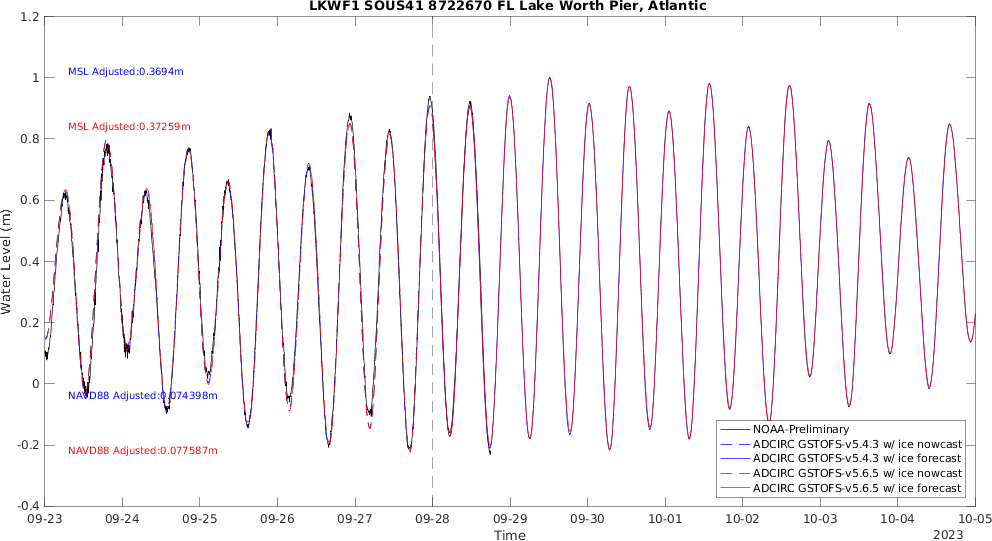 LKWF1 SOUS41 8722670 FL Lake Worth Pier, Atlantic
1.2
1
0.8
0.6
0.4
0.2
0
-0.2
-0.4
Water Level (m)
MSL Adjusted:0.3694m
MSL Adjusted:0.37259m
NAVD88 Adjusted:0.074398m
NAVD88 Adjusted:0.077587m
NOAA-Preliminary
ADCIRC GSTOFS-v5.4.3 w/ ice nowcast
ADCIRC GSTOFS-v5.4.3 w/ ice forecast
ADCIRC GSTOFS-v5.6.5 w/ ice nowcast
ADCIRC GSTOFS-v5.6.5 w/ ice forecast
09-23 09-24 09-25 09-26 09-27 09-28 09-29 09-30 10-01 10-02 10-03 10-04 10-05
Time
2023